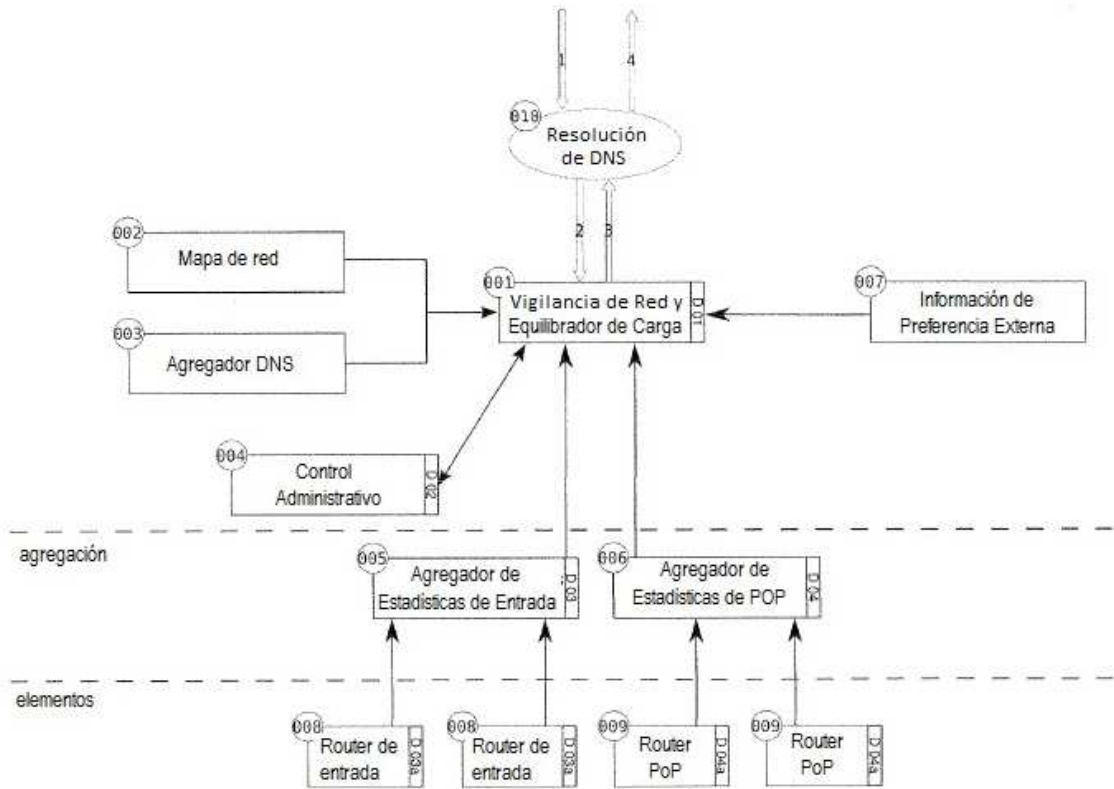 1
4
010
Resolución
de DNS
2
3
002
Mapa de red
001
Vigilancia de Red y
Equilibrador de Carga
D 01
007
Información de
Preferencia Externa
003
Agregador DNS
004
Control
Administrativo
D 02
agregación
005
Agregador de
Estadísticas de Entrada
D 03
006
Agregador de
Estadísticas de POP
D 04
elementos
008
Router de
entrada
D 03a
008
Router de
entrada
D 03a
009
Router
PoP
D 04a
009
Router
PoP
D 04a